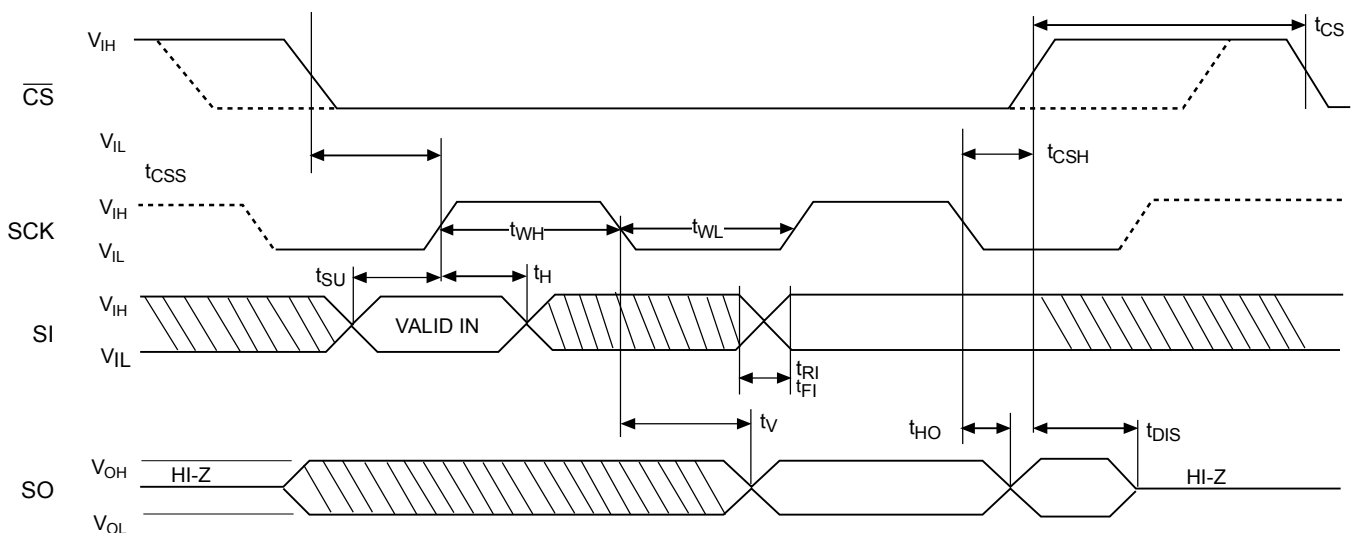 V_IH
t_CS
C̅S̅
V_IL
t_CSS
t_CSH
V_IH
SCK
V_IL
t_WH
t_WL
t_SU
t_H
V_IH
SI
VALID IN
V_IL
t_RI
t_FI
t_V
t_HO
t_DIS
V_OH
HI-Z
HI-Z
SO
V_OL